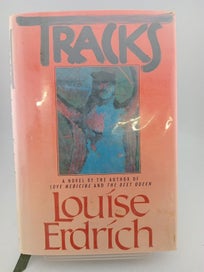 TRACKS
A NOVEL BY THE AUTHOR OF
LOVE MEDICINE AND THE BEET QUEEN
Louise
Erdrich